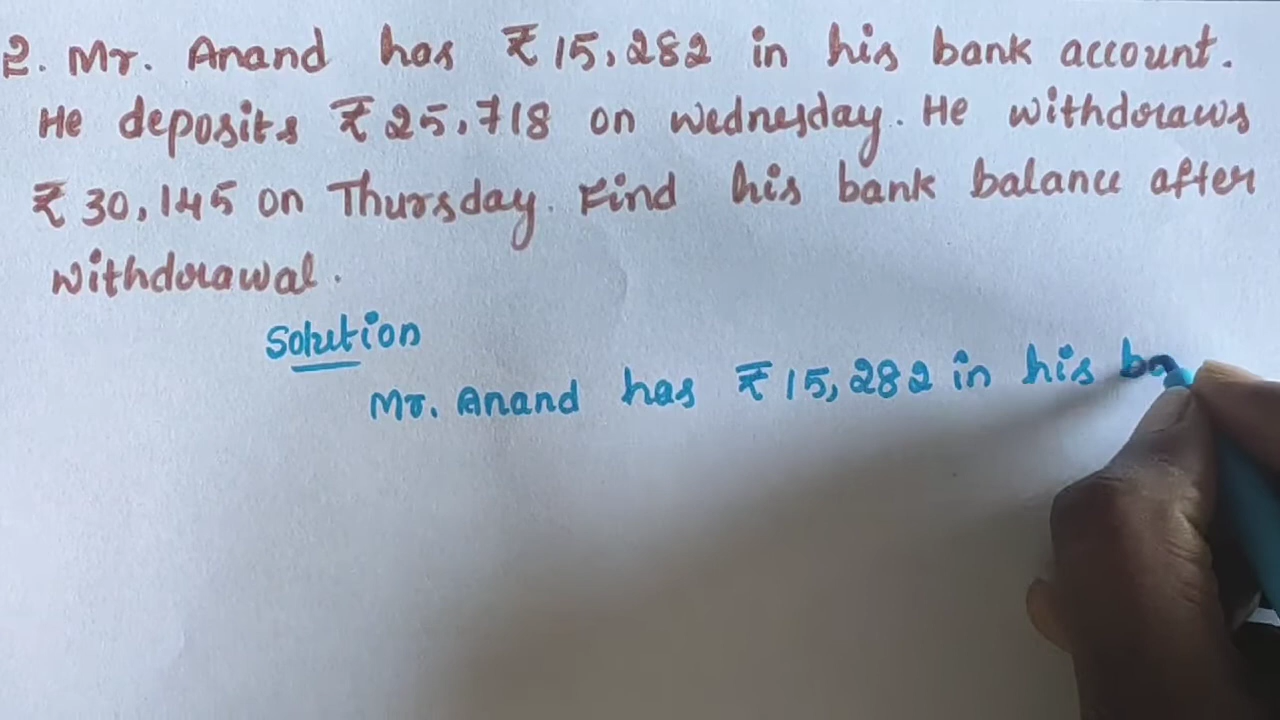 2. Mr. Anand has ₹15,282 in his bank account.
He deposits ₹25,718 on Wednesday. He withdraws
₹30,145 on Thursday. Find his bank balance after
withdrawal.
Solution
Mr. Anand has ₹15,282 in his ba